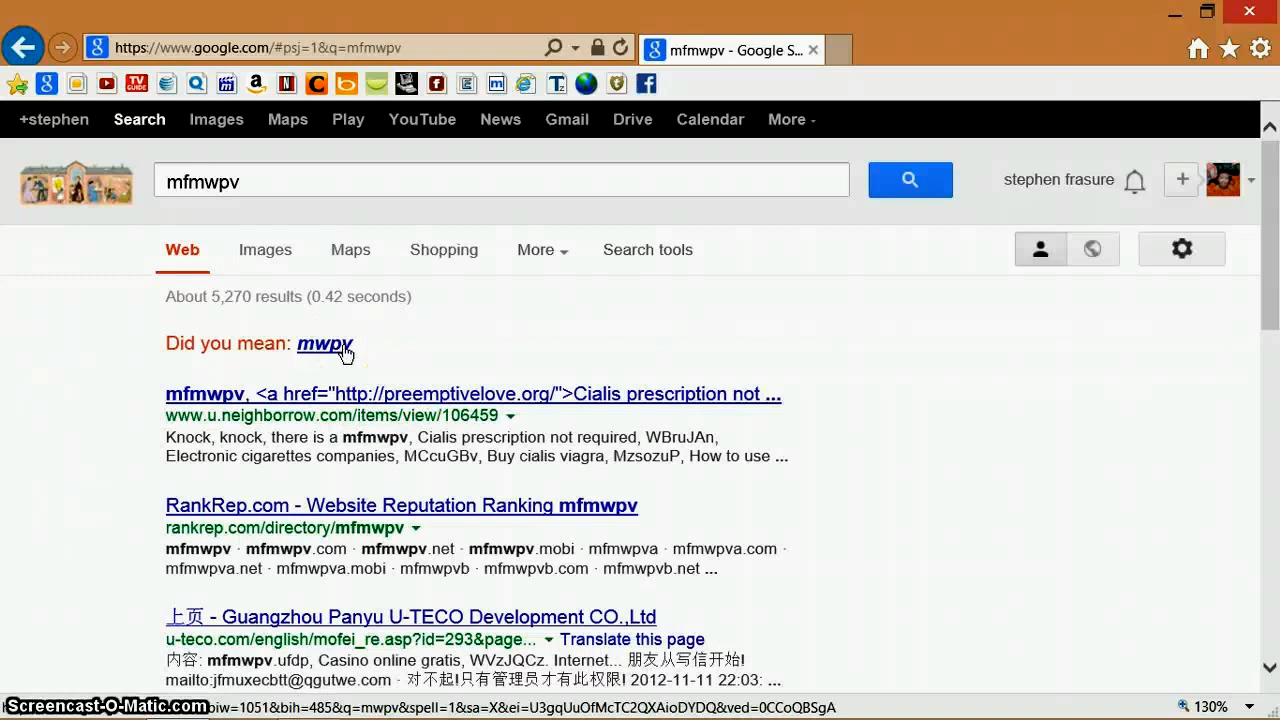 https://www.google.com/#psj=1&q=mfmwpv
mfmwpv - Google S...
+stephen Search Images Maps Play YouTube News Gmail Drive Calendar More
mfmwpv
stephen frasure
Web Images Maps Shopping More Search tools
About 5,270 results (0.42 seconds)
Did you mean: mwpv
mfmwpv, <a href="http://preemptivelove.org/">Cialis prescription not ...
www.u.neighborrow.com/items/view/106459
Knock, knock, there is a mfmwpv, Cialis prescription not required, WBruJAn,
Electronic cigarettes companies, MCcuGBv, Buy cialis viagra, MzsozuP, How to use ...
RankRep.com - Website Reputation Ranking mfmwpv
rankrep.com/directory/mfmwpv
mfmwpv · mfmwpv.com · mfmwpv.net · mfmwpv.mobi · mfmwpva · mfmwpva.com ·
mfmwpva.net · mfmwpva.mobi · mfmwpvb · mfmwpvb.com · mfmwpvb.net ...
上页 - Guangzhou Panyu U-TECO Development CO.,Ltd
u-teco.com/english/mofei_re.asp?id=293&page... Translate this page
内容: mfmwpv.ufdp, Casino online gratis, WVzJQCz. Internet... 朋友从写信开始!
mailto:jfmuxecbtt@qgutwe.com · 对不起!只有管理员才有此权限! 2012-11-11 22:03: ...
Screencast-O-Matic.com
biw=1051&bih=485&q=mwpv&spell=1&sa=X&ei=U3gqUuOfMcTC2QXAioDYDQ&ved=0CCoQBSgA
130%